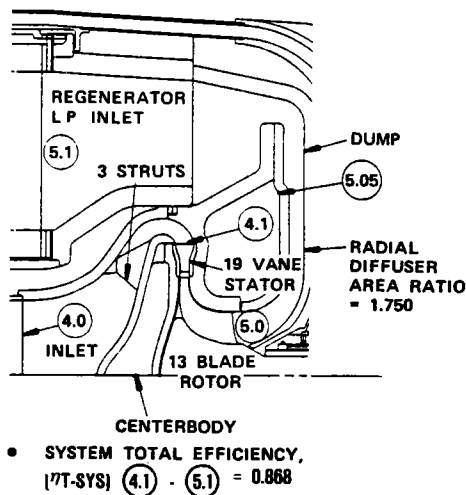 REGENERATOR
L P INLET
5.1
3 STRUTS
DUMP
5.05
4.1
19 VANE
STATOR
RADIAL
DIFFUSER
AREA RATIO
= 1.750
4.0
INLET
5.0
13 BLADE
ROTOR
CENTERBODY
• SYSTEM TOTAL EFFICIENCY,
[ηT-SYS] 4.1 - 5.1 = 0.868